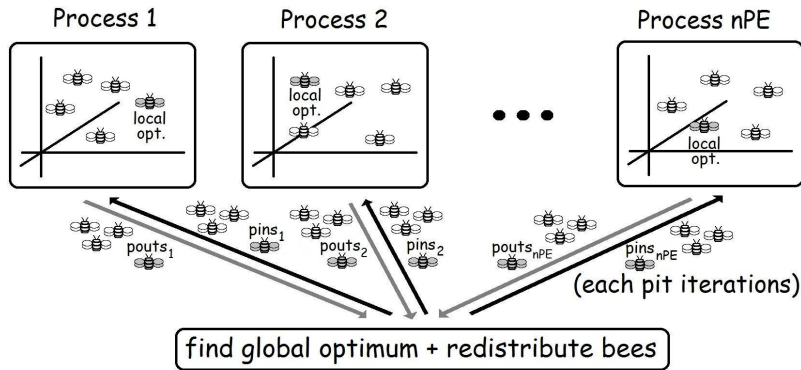 Process 1
Process 2
Process nPE
local
opt.
local
opt.
local
opt.
pouts1
pins1
pouts2
pins2
poutsnPE
pinsnPE
(each pit iterations)
find global optimum + redistribute bees